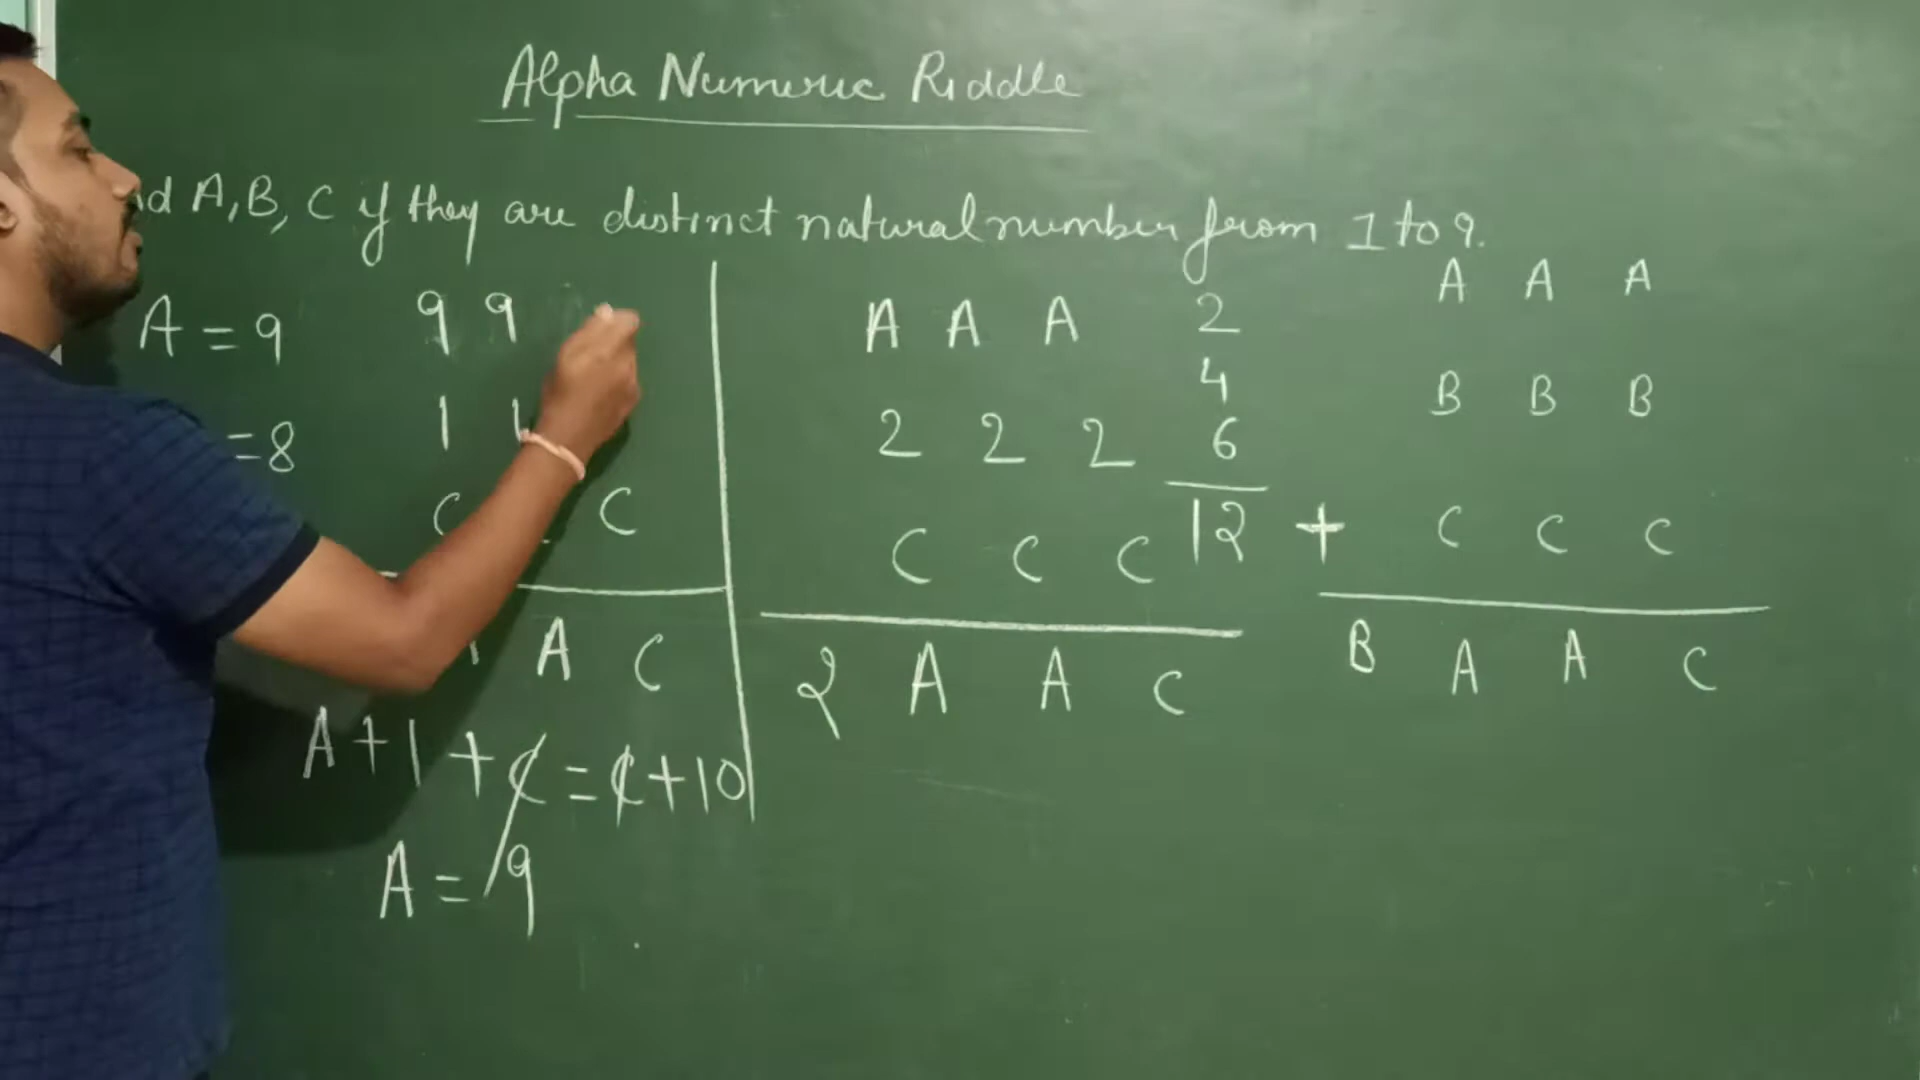 Alpha Numeric Riddle
A, B, C if they are distinct natural number from 1 to 9.
A = 9
= 8
9 9
1 1
C C
A C
A + 1 + C = C + 10
A = 9
A A A 2
4
2 2 2 6
C C C 12
2 A A C
A A A
B B B
+ C C C
B A A C